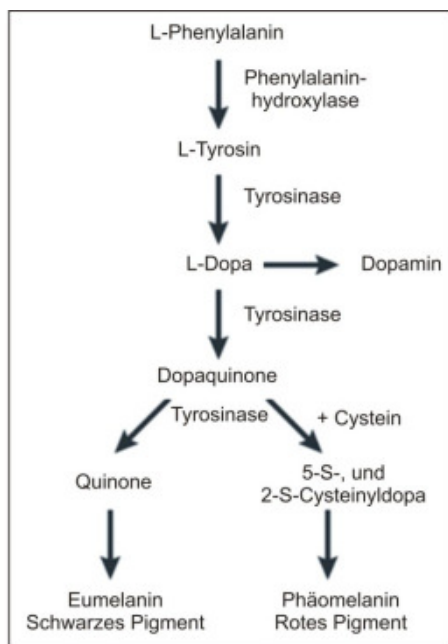 L-Phenylalanin
Phenylalanin-
hydroxylase
L-Tyrosin
Tyrosinase
L-Dopa
Dopamin
Tyrosinase
Dopaquinone
Tyrosinase
+ Cystein
Quinone
5-S-, und
2-S-Cysteinyldopa
Eumelanin
Schwarzes Pigment
Phäomelanin
Rotes Pigment